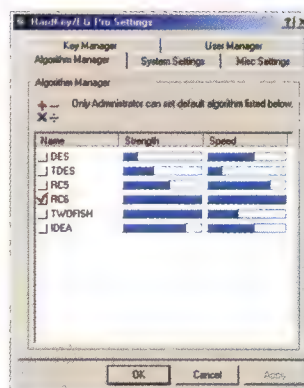 HardKey/EG Pro Settings
Key Manager
User Manager
Algorithm Manager
System Settings
Misc Settings
Algorithm Manager
Only Administrator can set default algorithm listed below.
Name
Strength
Speed
DES
TDES
RC5
RC6
TWOFISH
IDEA
OK
Cancel
Apply